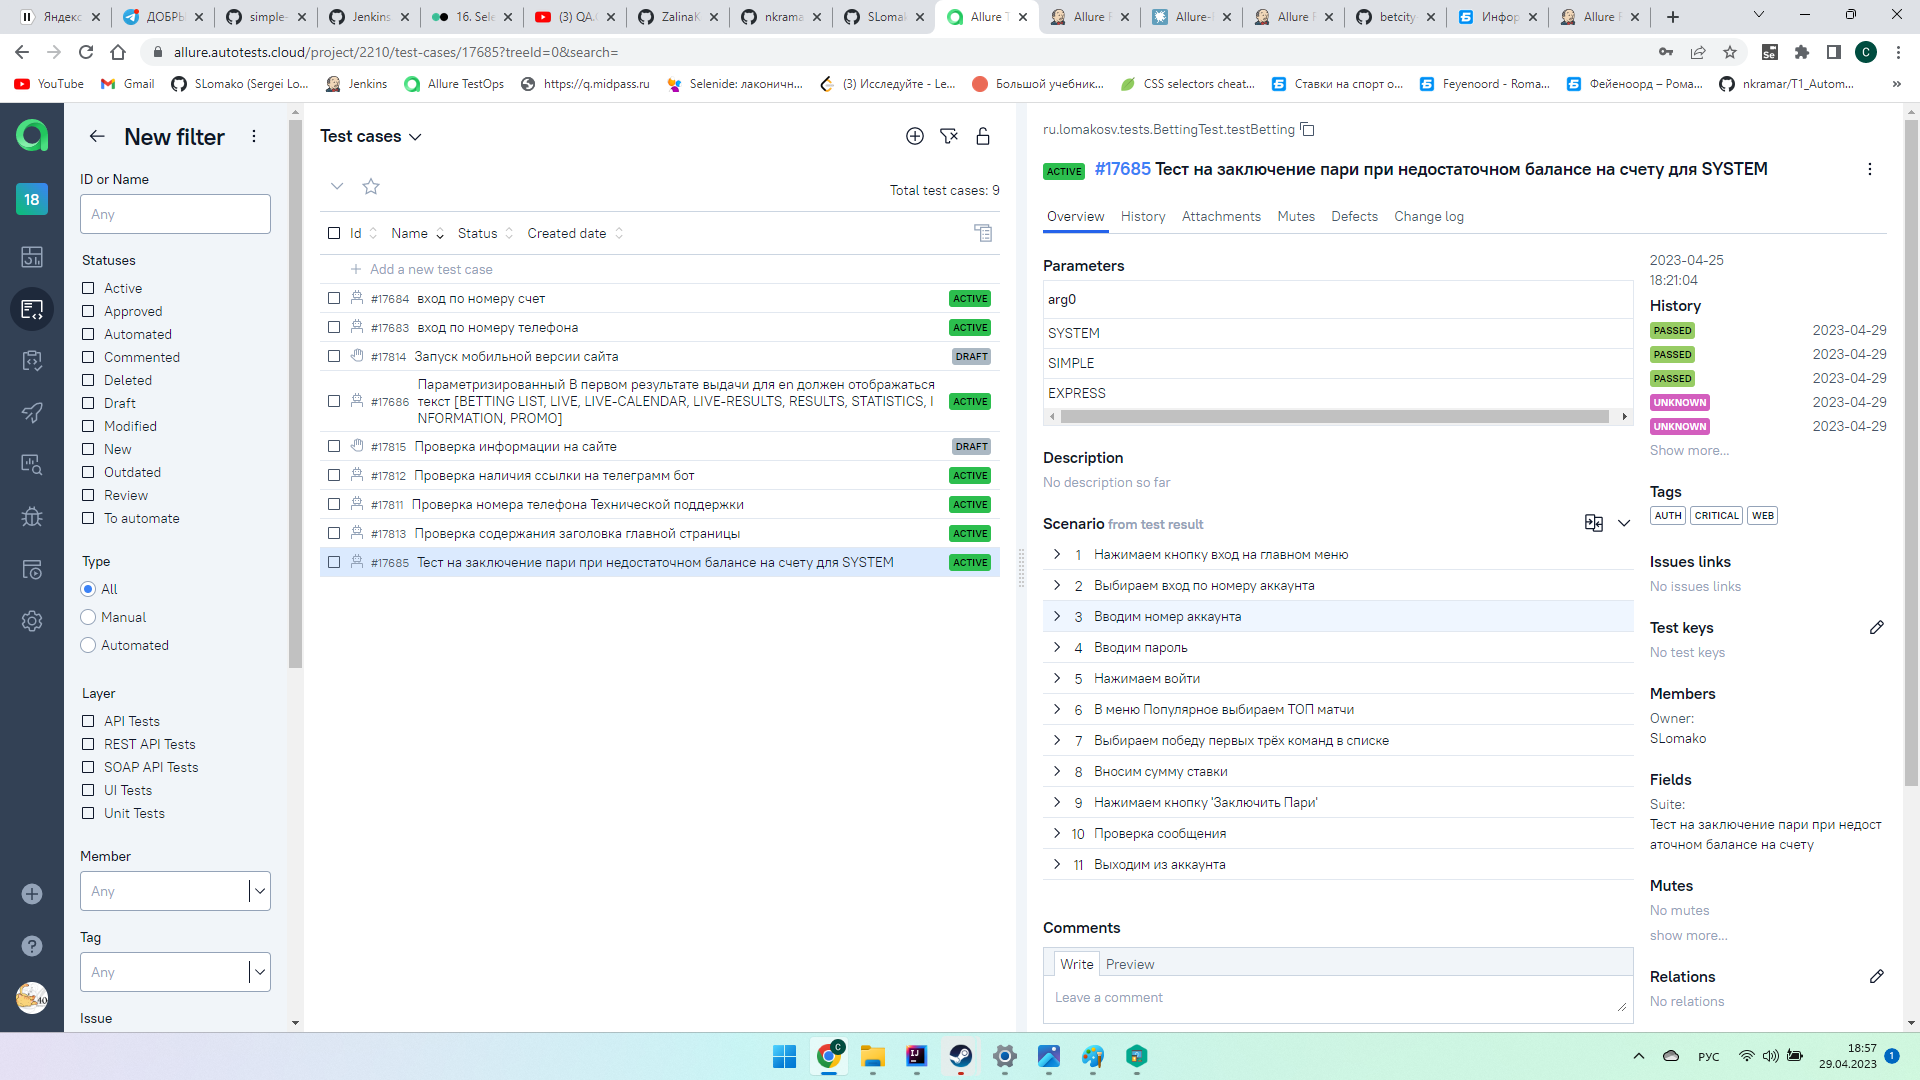 Яндекс
ДОБРЫ
simple-
Jenkins
16. Sele
(3) QA.G
ZalinaK
nkrama
SLomak
Allure T
Allure R
Allure-
Allure R
betcity
Инфор
Allure R
allure.autotests.cloud/project/2210/test-cases/17685?treeId=0&search=
C
YouTube
Gmail
SLomako (Sergei Lo...
Jenkins
Allure TestOps
https://q.midpass.ru
Selenide: лаконичн...
(3) Исследуйте - Le...
Большой учебник...
CSS selectors cheat...
Ставки на спорт о...
Feyenoord - Roma...
Фейеноорд – Рома...
nkramar/T1_Autom...
18
New filter
ID or Name
Any
Statuses
Active
Approved
Automated
Commented
Deleted
Draft
Modified
New
Outdated
Review
To automate
Type
All
Manual
Automated
Layer
API Tests
REST API Tests
SOAP API Tests
UI Tests
Unit Tests
Member
Any
Tag
Any
Issue
Test cases
Total test cases: 9
Id Name Status Created date
Add a new test case
#17684 вход по номеру счет ACTIVE
#17683 вход по номеру телефона ACTIVE
#17814 Запуск мобильной версии сайта DRAFT
Параметризированный В первом результате выдачи для en должен отображаться
#17686 текст [BETTING LIST, LIVE, LIVE-CALENDAR, LIVE-RESULTS, RESULTS, STATISTICS, I ACTIVE
NFORMATION, PROMO]
#17815 Проверка информации на сайте DRAFT
#17812 Проверка наличия ссылки на телеграмм бот ACTIVE
#17811 Проверка номера телефона Технической поддержки ACTIVE
#17813 Проверка содержания заголовка главной страницы ACTIVE
#17685 Тест на заключение пари при недостаточном балансе на счету для SYSTEM ACTIVE
ru.lomakosv.tests.BettingTest.testBetting
ACTIVE #17685 Тест на заключение пари при недостаточном балансе на счету для SYSTEM
Overview History Attachments Mutes Defects Change log
Parameters
arg0
SYSTEM
SIMPLE
EXPRESS
Description
No description so far
Scenario from test result
1 Нажимаем кнопку вход на главном меню
2 Выбираем вход по номеру аккаунта
3 Вводим номер аккаунта
4 Вводим пароль
5 Нажимаем войти
6 В меню Популярное выбираем ТОП матчи
7 Выбираем победу первых трёх команд в списке
8 Вносим сумму ставки
9 Нажимаем кнопку 'Заключить Пари'
10 Проверка сообщения
11 Выходим из аккаунта
Comments
Write Preview
Leave a comment
2023-04-25
18:21:04
History
PASSED 2023-04-29
PASSED 2023-04-29
PASSED 2023-04-29
UNKNOWN 2023-04-29
UNKNOWN 2023-04-29
Show more...
Tags
AUTH CRITICAL WEB
Issues links
No issues links
Test keys
No test keys
Members
Owner:
SLomako
Fields
Suite:
Тест на заключение пари при недост
аточном балансе на счету
Mutes
No mutes
show more...
Relations
No relations
РУС
18:57
29.04.2023
1